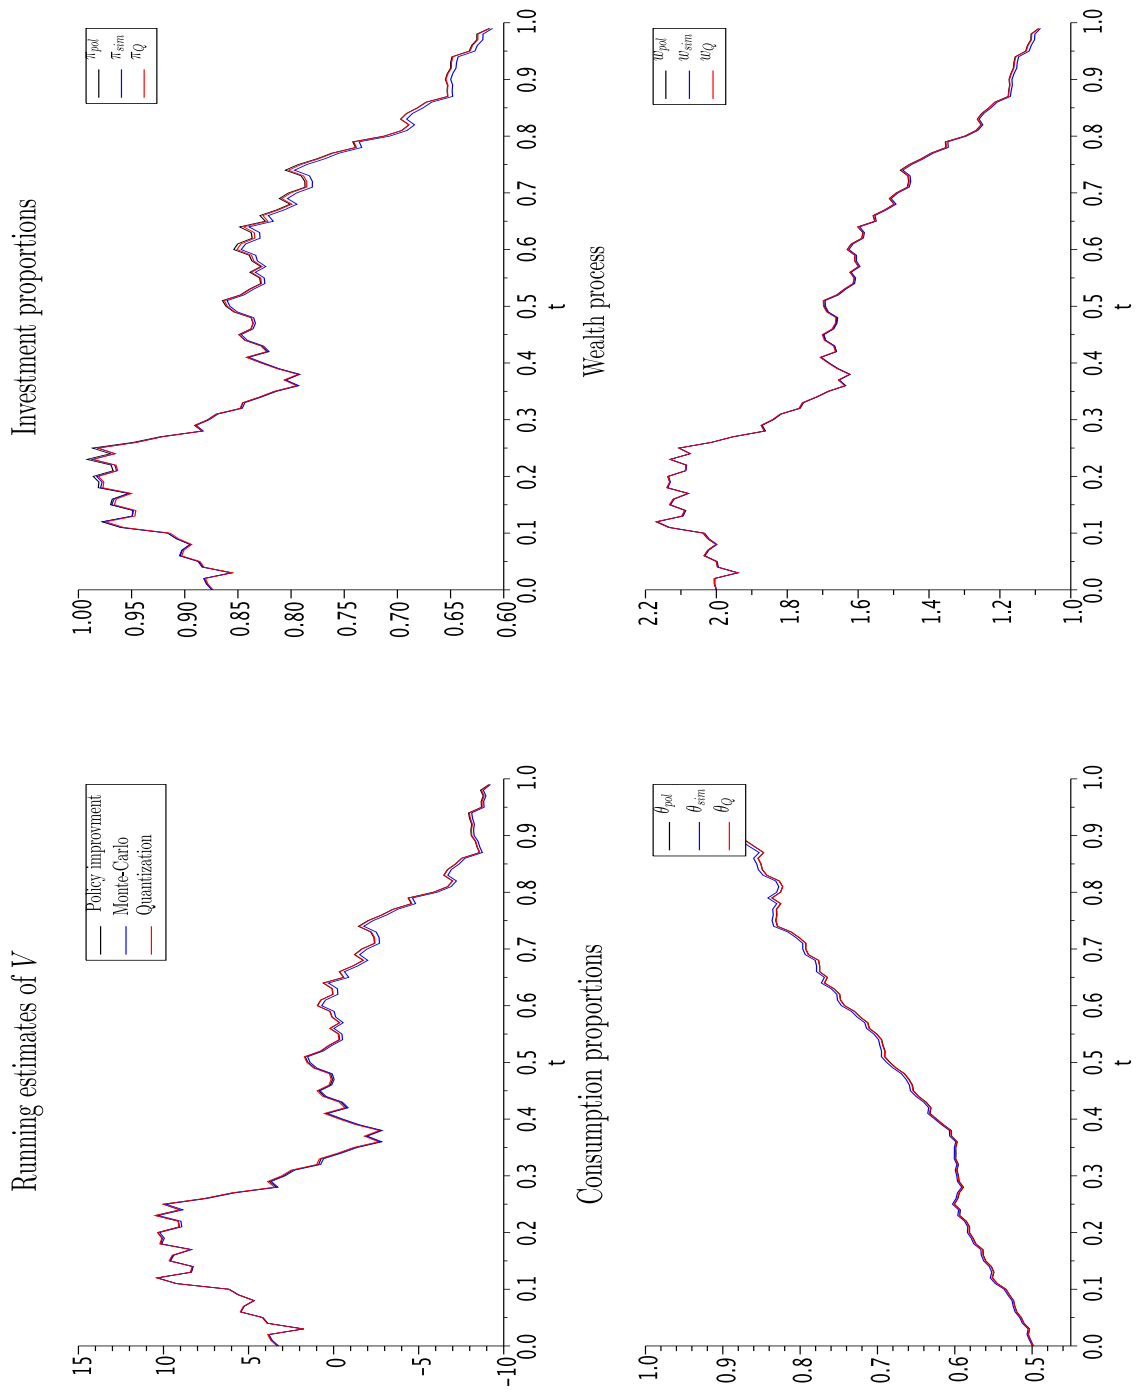 Running estimates of V
15
10
5
0
-5
-10
0.0 0.1 0.2 0.3 0.4 0.5 0.6 0.7 0.8 0.9 1.0
t
Policy improvment
Monte-Carlo
Quantization
Investment proportions
1.00
0.95
0.90
0.85
0.80
0.75
0.70
0.65
0.60
0.0 0.1 0.2 0.3 0.4 0.5 0.6 0.7 0.8 0.9 1.0
t
π_pol
π_sim
π_Q
Consumption proportions
1.0
0.9
0.8
0.7
0.6
0.5
0.0 0.1 0.2 0.3 0.4 0.5 0.6 0.7 0.8 0.9 1.0
t
θ_pol
θ_sim
θ_Q
Wealth process
2.2
2.0
1.8
1.6
1.4
1.2
1.0
0.0 0.1 0.2 0.3 0.4 0.5 0.6 0.7 0.8 0.9 1.0
t
w_pol
w_sim
w_Q